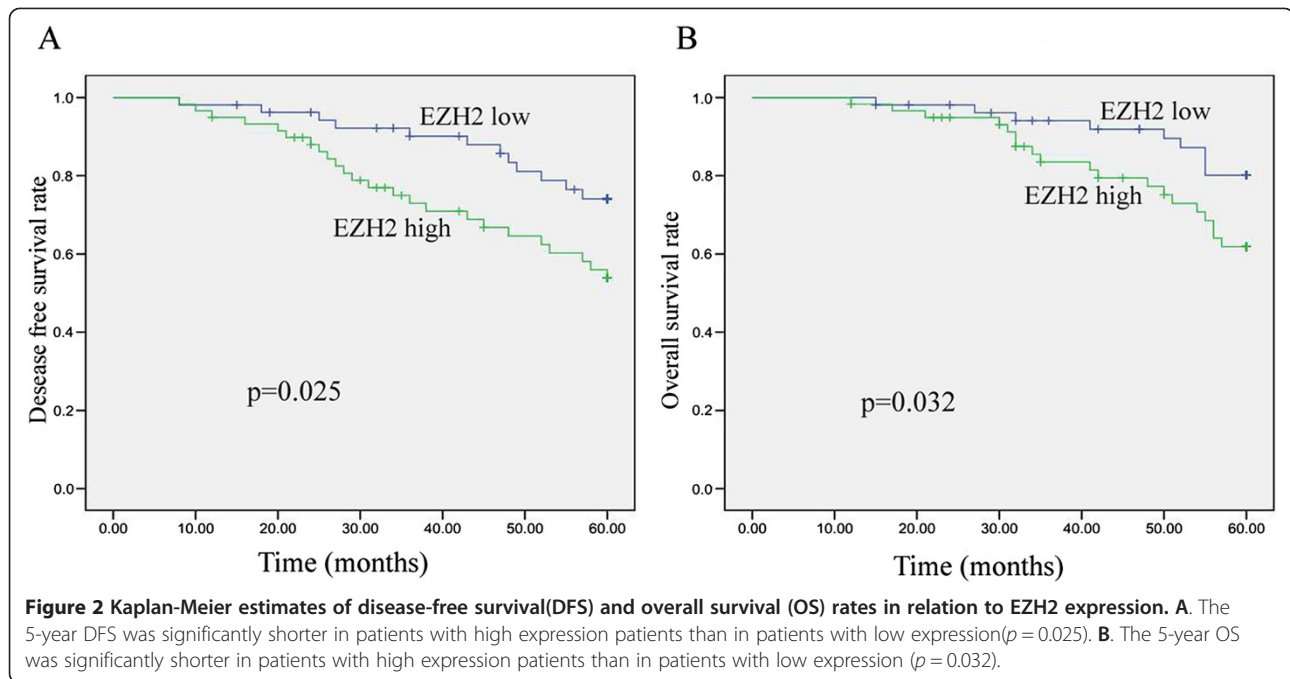 A
1.0
0.8
0.6
0.4
0.2
0.0
Desease free survival rate
EZH2 low
EZH2 high
p=0.025
0.00 10.00 20.00 30.00 40.00 50.00 60.00
Time (months)
B
1.0
0.8
0.6
0.4
0.2
0.0
Overall survival rate
EZH2 low
EZH2 high
p=0.032
0.00 10.00 20.00 30.00 40.00 50.00 60.00
Time (months)
Figure 2 Kaplan-Meier estimates of disease-free survival(DFS) and overall survival (OS) rates in relation to EZH2 expression. A. The
5-year DFS was significantly shorter in patients with high expression patients than in patients with low expression(p = 0.025). B. The 5-year OS
was significantly shorter in patients with high expression patients than in patients with low expression (p = 0.032).